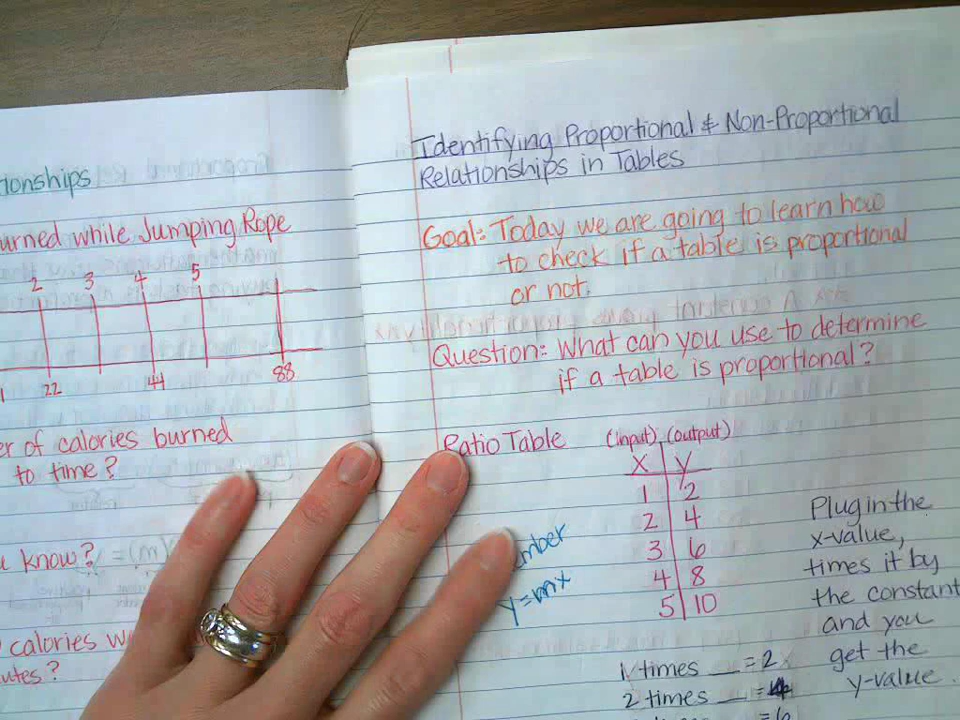 tionships
urned while Jumping Rope
2 3 4 5
22 44 88
er of calories burned
to time?
u know?
calories w
utes?
Identifying Proportional & Non-Proportional
Relationships in Tables
Goal: Today we are going to learn how
to check if a table is proportional
or not.
Question: What can you use to determine
if a table is proportional?
Ratio Table (input) (output)
X Y
1 2
2 4
3 6
4 8
5 10
mber
y=mx
Plug in the
x-value,
times it by
the constant
and you
get the
y-value.
1 times __ = 2
2 times __ = 4
= 6